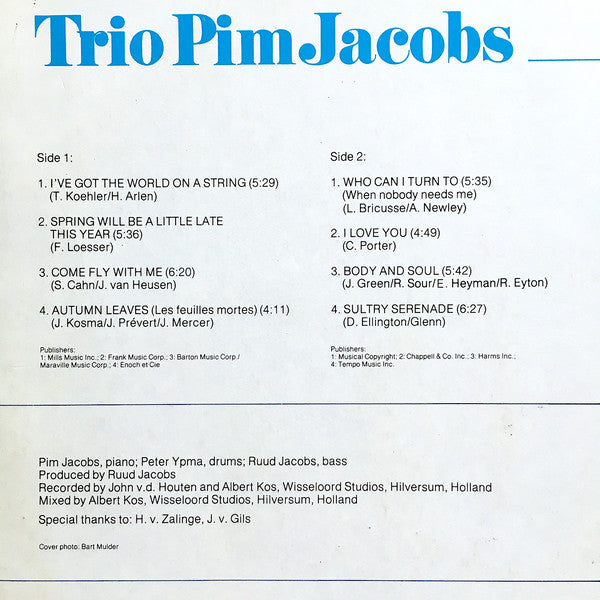 Trio Pim Jacobs
Side 1:
1. I'VE GOT THE WORLD ON A STRING (5:29)
(T. Koehler/H. Arlen)
2. SPRING WILL BE A LITTLE LATE
THIS YEAR (5:36)
(F. Loesser)
3. COME FLY WITH ME (6:20)
(S. Cahn/J. van Heusen)
4. AUTUMN LEAVES (Les feuilles mortes) (4:11)
(J. Kosma/J. Prévert/J. Mercer)
Publishers:
1: Mills Music Inc.; 2: Frank Music Corp.; 3: Barton Music Corp./
Maraville Music Corp.; 4: Enoch et Cie
Side 2:
1. WHO CAN I TURN TO (5:35)
(When nobody needs me)
(L. Bricusse/A. Newley)
2. I LOVE YOU (4:49)
(C. Porter)
3. BODY AND SOUL (5:42)
(J. Green/R. Sour/E. Heyman/R. Eyton)
4. SULTRY SERENADE (6:27)
(D. Ellington/Glenn)
Publishers:
1: Musical Copyright; 2: Chappell & Co. Inc.; 3: Harms Inc.;
4: Tempo Music Inc.
Pim Jacobs, piano; Peter Ypma, drums; Ruud Jacobs, bass
Produced by Ruud Jacobs
Recorded by John v.d. Houten and Albert Kos, Wisseloord Studios, Hilversum, Holland
Mixed by Albert Kos, Wisseloord Studios, Hilversum, Holland
Special thanks to: H. v. Zalinge, J. v. Gils
Cover photo: Bart Mulder